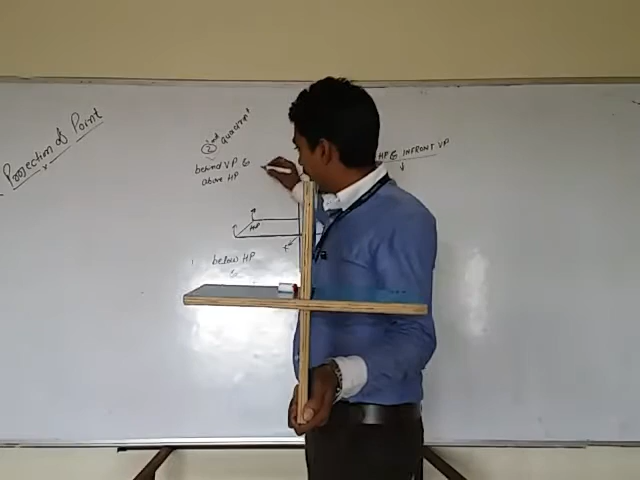 Projection of Point
2nd quadrant
behind VP &
above HP
HP & INFRONT VP
HP
below HP
&